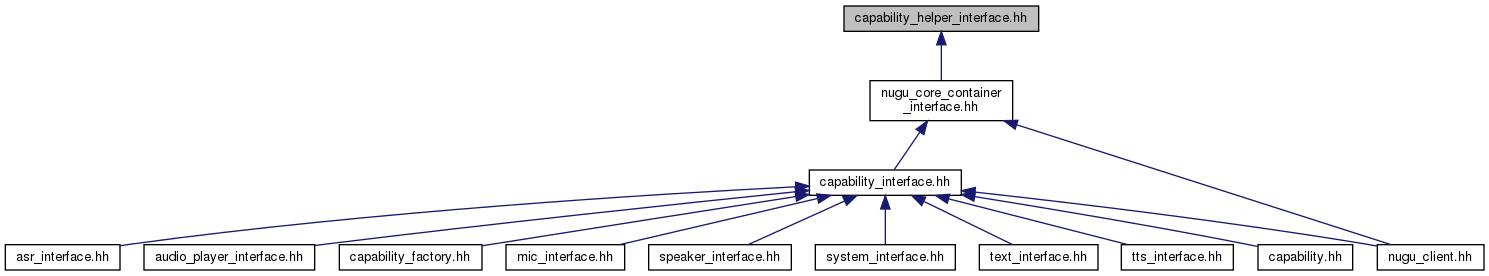 capability_helper_interface.hh
nugu_core_container
_interface.hh
capability_interface.hh
asr_interface.hh
audio_player_interface.hh
capability_factory.hh
mic_interface.hh
speaker_interface.hh
system_interface.hh
text_interface.hh
tts_interface.hh
capability.hh
nugu_client.hh